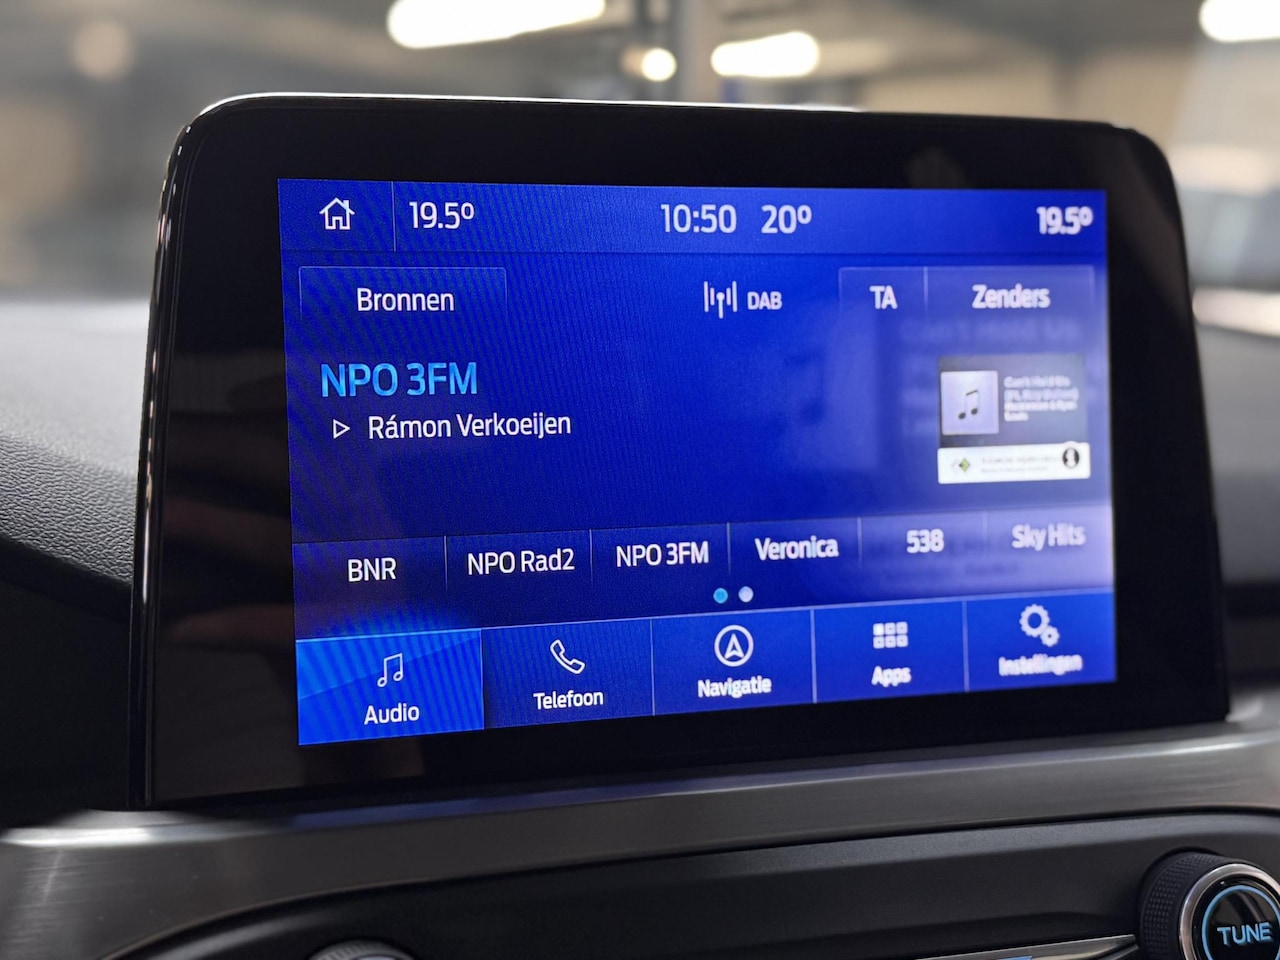 19.5º 10:50 20º 19.5º
Bronnen DAB TA Zenders
NPO 3FM
Rámon Verkoeijen
BNR NPO Rad2 NPO 3FM Veronica 538 Sky Hits
Audio Telefoon Navigatie Apps Instellingen
TUNE